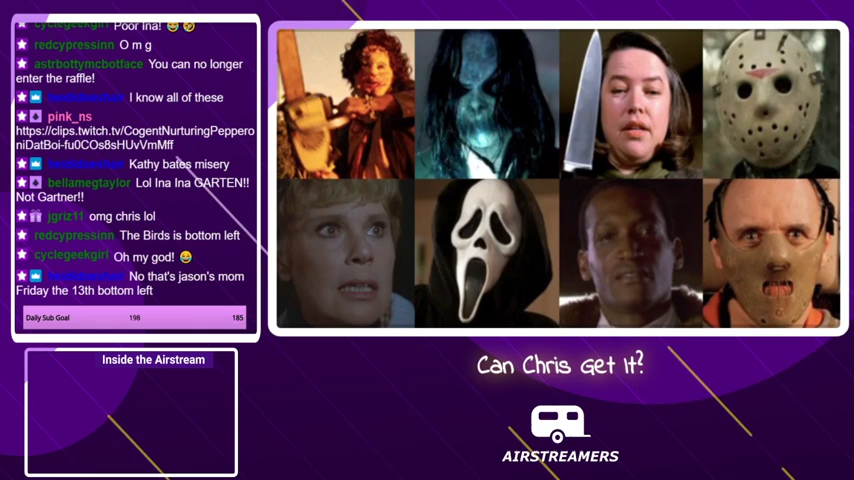 cyclegeekgirl Poor Ina! 😂 🤣
redcypressinn O m g
astrbottymcbotface You can no longer
enter the raffle!
I know all of these
pink_ns
https://clips.twitch.tv/CogentNurturingPeppero
niDatBoi-fu0COs8sHUvVmMff
Kathy bates misery
bellamegtaylor Lol Ina Ina GARTEN!!
Not Gartner!!
jgriz11 omg chris lol
redcypressinn The Birds is bottom left
cyclegeekgirl Oh my god! 😂
No that's jason's mom
Friday the 13th bottom left
Daily Sub Goal 198 185
Inside the Airstream
Can Chris Get It?
AIRSTREAMERS